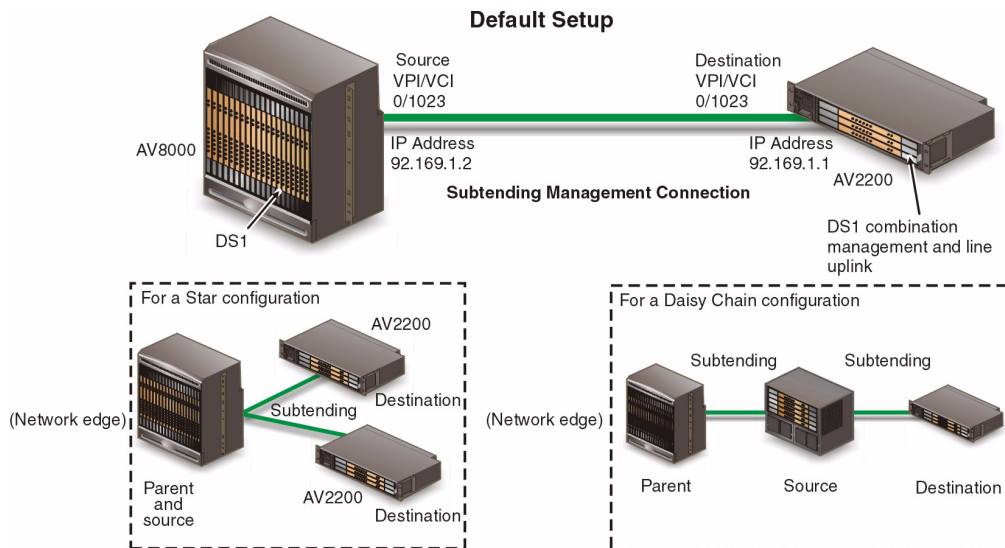 Default Setup
Source
VPI/VCI
0/1023
Destination
VPI/VCI
0/1023
AV8000
IP Address
92.169.1.2
IP Address
92.169.1.1
AV2200
Subtending Management Connection
DS1
DS1 combination
management and line
uplink
For a Star configuration
AV2200
Subtending
Destination
(Network edge)
Parent
and
source
AV2200
Destination
For a Daisy Chain configuration
Subtending
Subtending
(Network edge)
Parent
Source
Destination